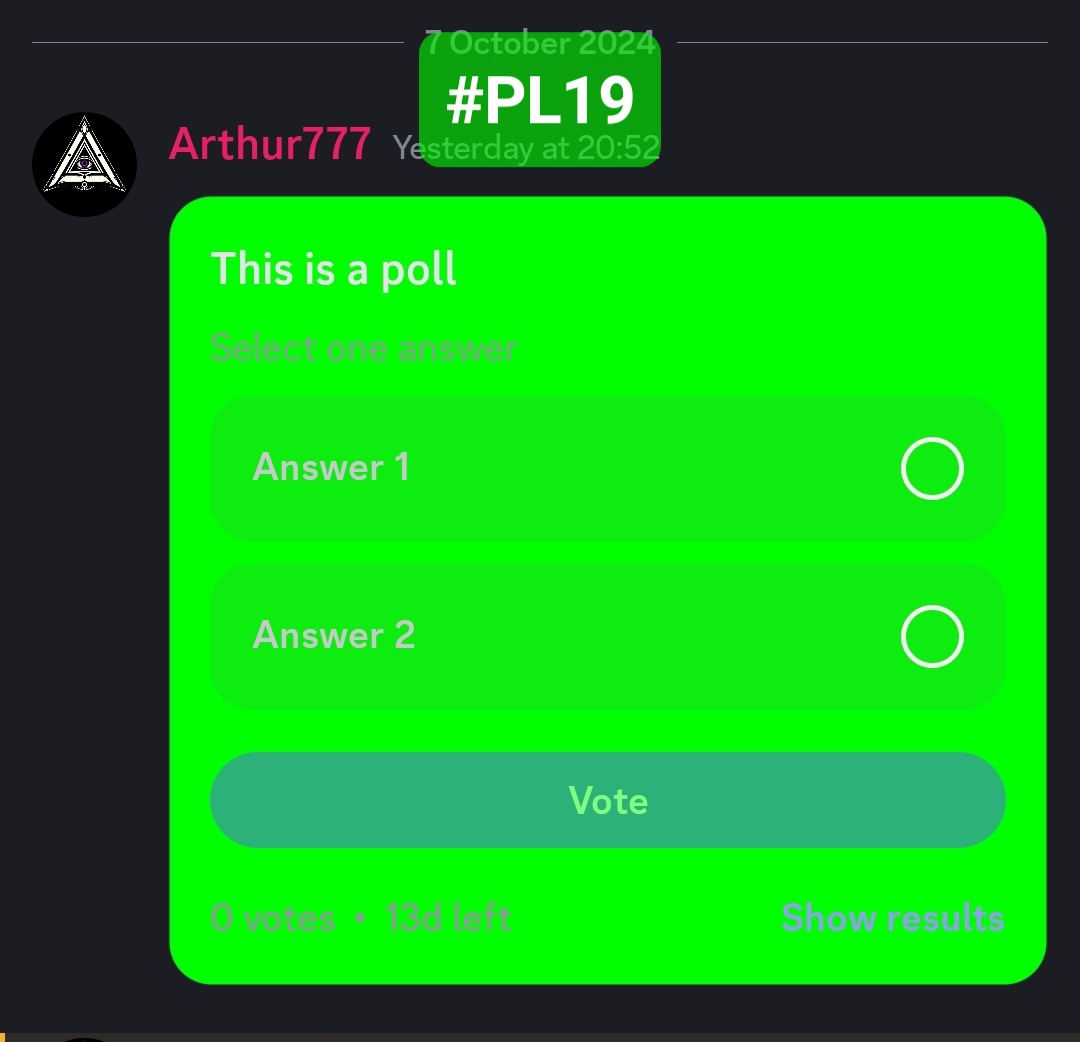 7 October 2024
#PL19
Arthur777 Yesterday at 20:52
This is a poll
Select one answer
Answer 1
Answer 2
Vote
0 votes • 13d left
Show results